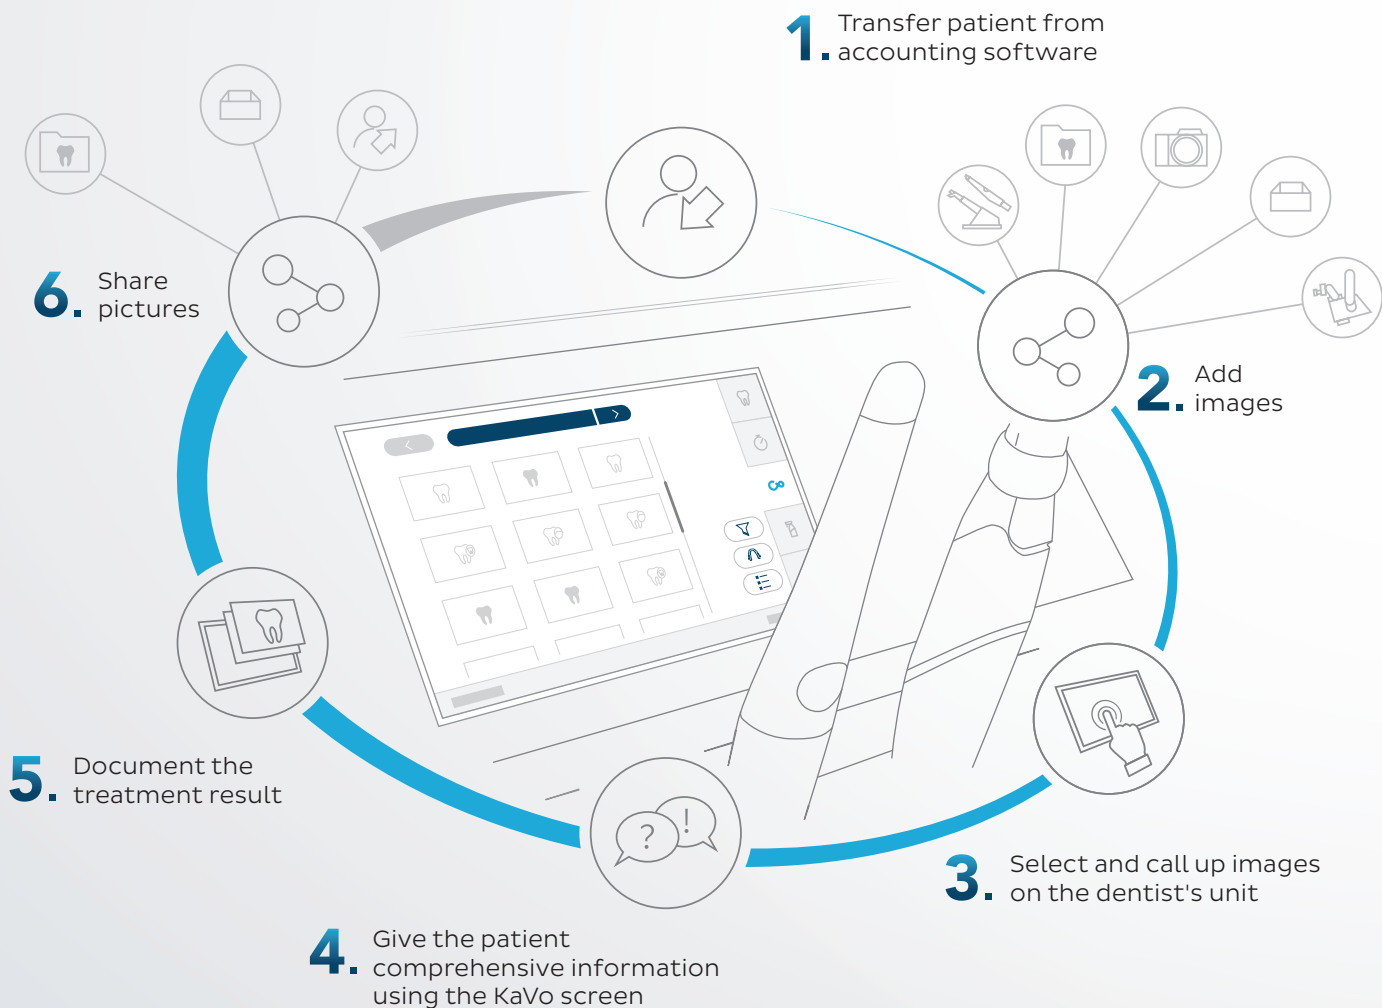 1. Transfer patient from
accounting software
2. Add
images
3. Select and call up images
on the dentist's unit
4. Give the patient
comprehensive information
using the KaVo screen
5. Document the
treatment result
6. Share
pictures
?
!